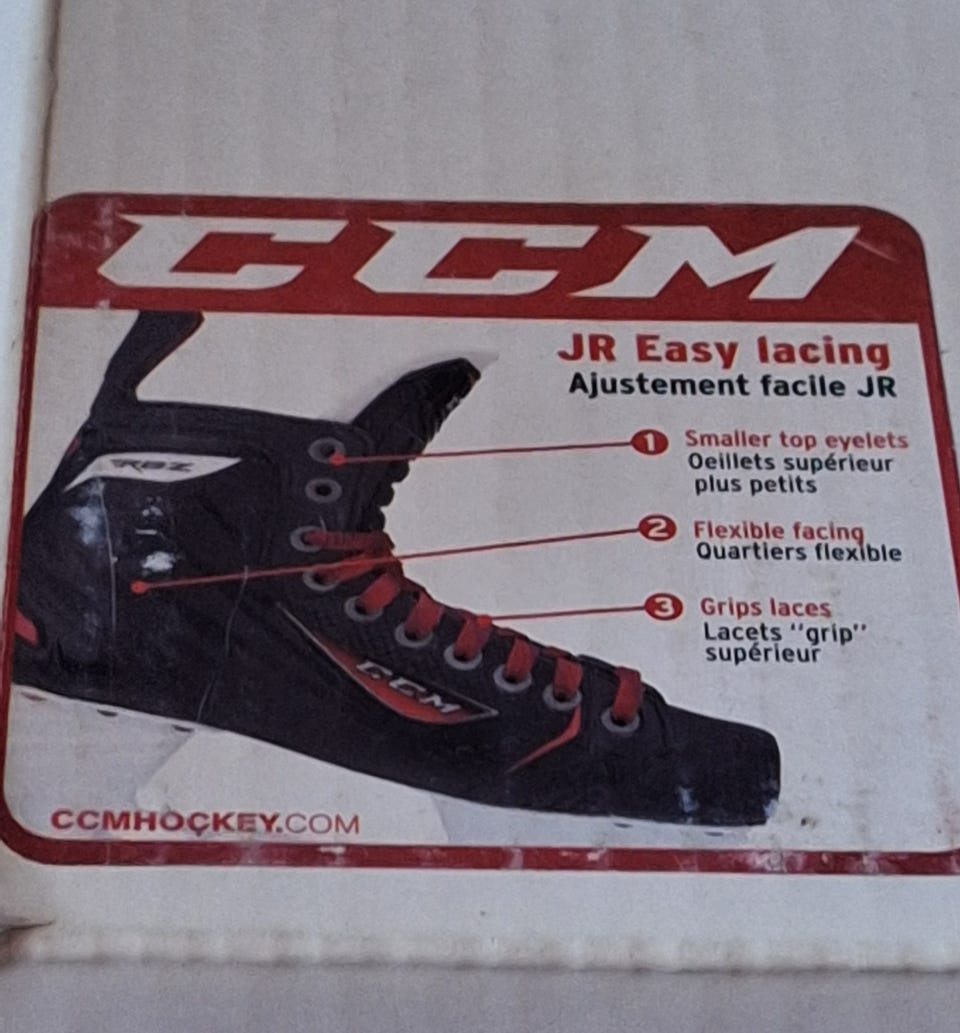 CCM
JR Easy lacing
Ajustement facile JR
1 Smaller top eyelets
Oeillets supérieur
plus petits
2 Flexible facing
Quartiers flexible
3 Grips laces
Lacets "grip"
supérieur
RBZ
CCM
CCMHOCKEY.COM